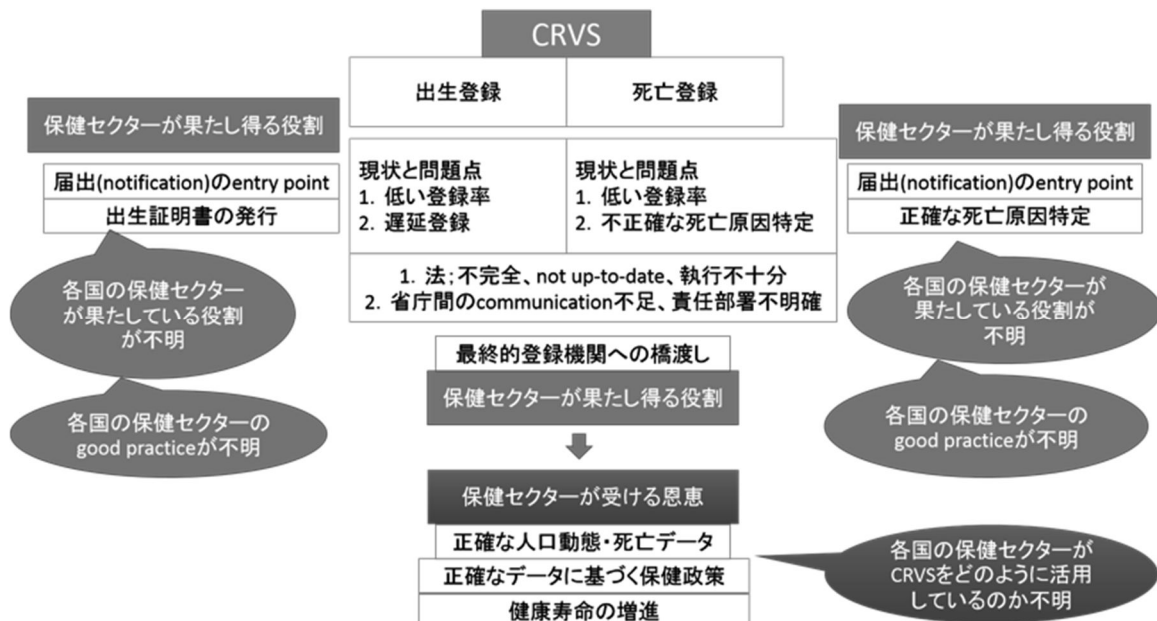 CRVS
出生登録
死亡登録
保健セクターが果たし得る役割
届出(notification)のentry point
出生証明書の発行
各国の保健セクター
が果たしている役割
が不明
各国の保健セクターの
good practiceが不明
現状と問題点
1. 低い登録率
2. 遅延登録
現状と問題点
1. 低い登録率
2. 不正確な死亡原因特定
1. 法；不完全、not up-to-date、執行不十分
2. 省庁間のcommunication不足、責任部署不明確
最終的登録機関への橋渡し
保健セクターが果たし得る役割
保健セクターが果たし得る役割
届出(notification)のentry point
正確な死亡原因特定
各国の保健セクターが
果たしている役割が
不明
各国の保健セクターの
good practiceが不明
保健セクターが受ける恩恵
正確な人口動態・死亡データ
正確なデータに基づく保健政策
健康寿命の増進
各国の保健セクターが
CRVSをどのように活用
しているのか不明